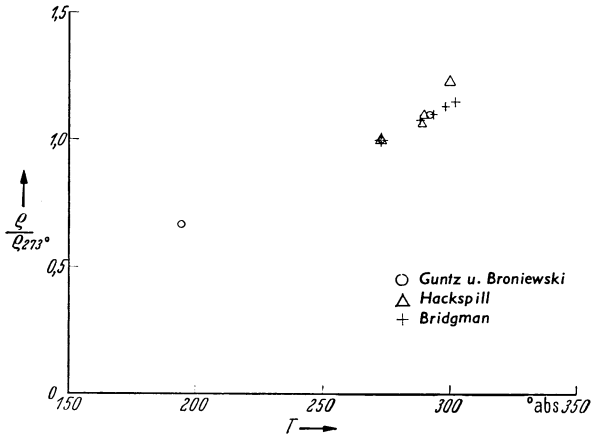 1,5
1,0
ϱ
ϱ273°
0,5
Guntz u. Broniewski
Hackspill
Bridgman
0
150 200 250 300 °abs 350
T